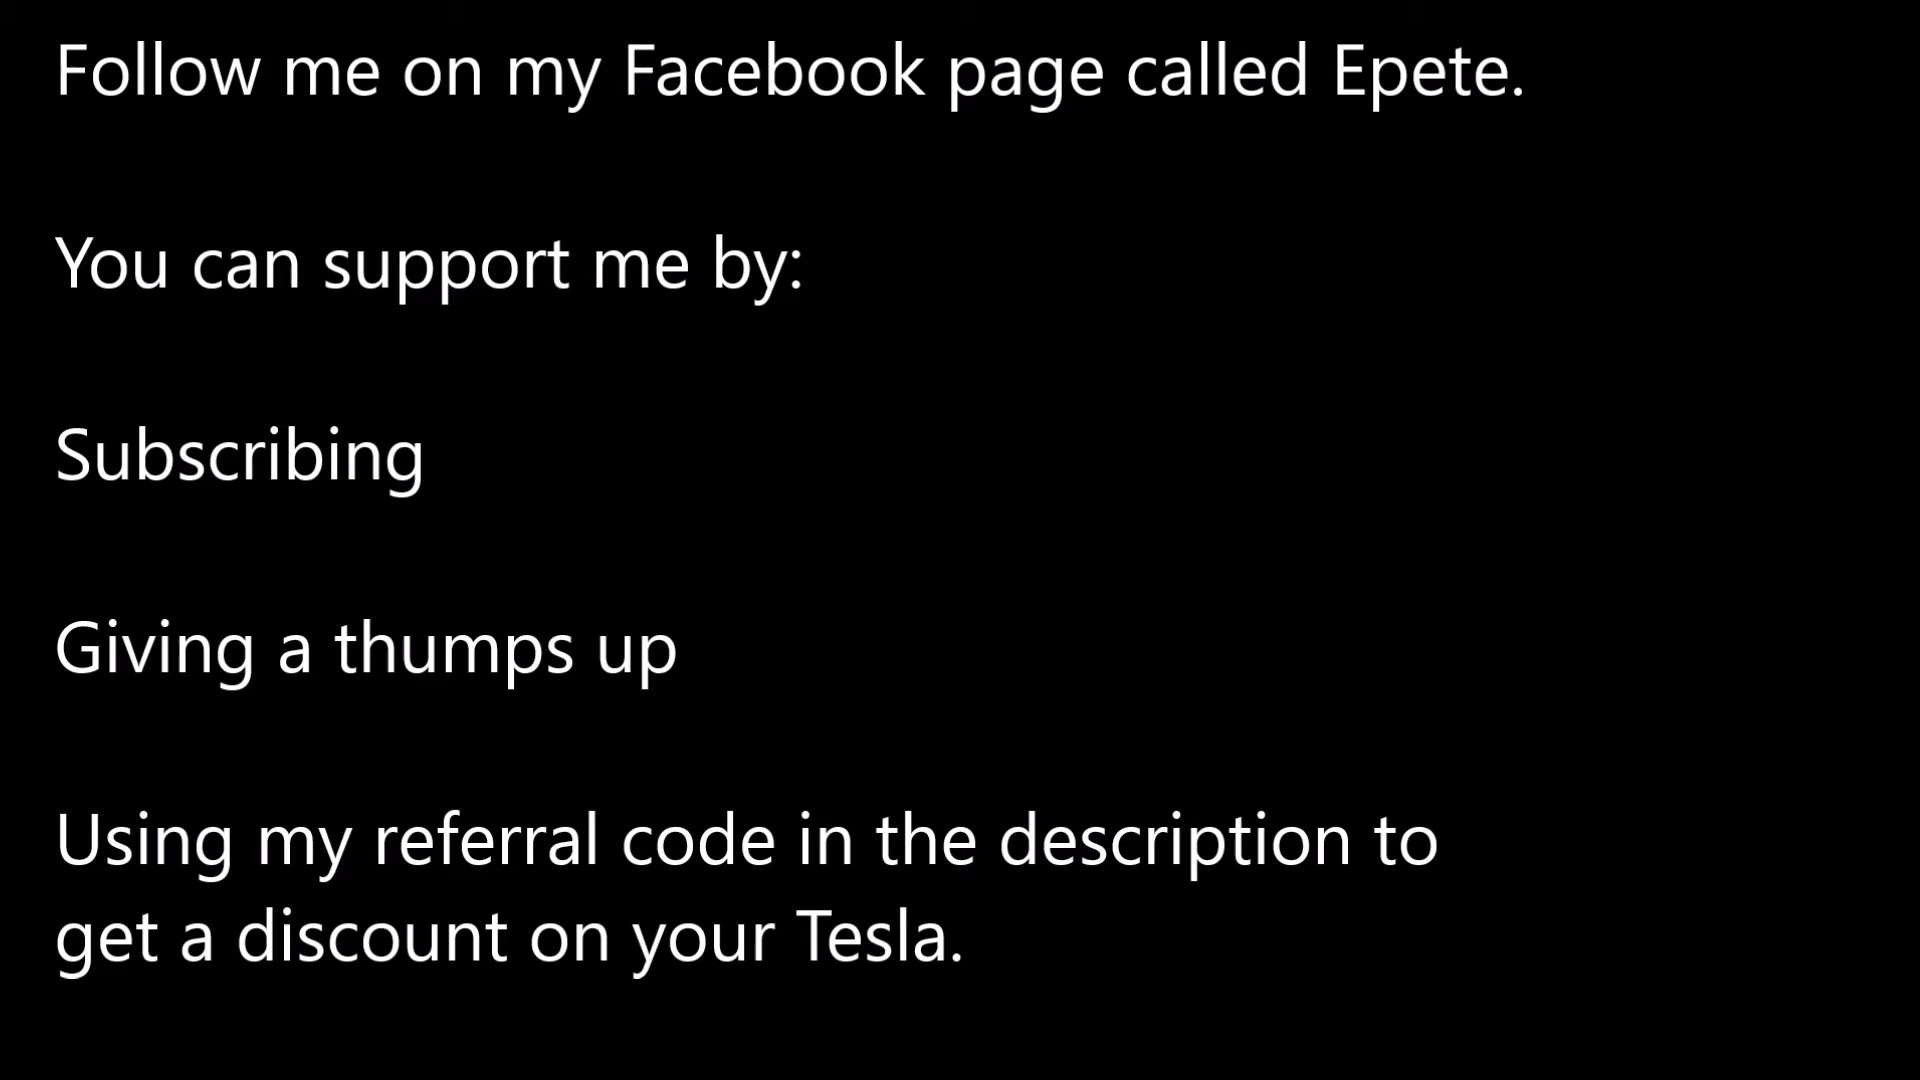 Follow me on my Facebook page called Epete.
You can support me by:
Subscribing
Giving a thumps up
Using my referral code in the description to
get a discount on your Tesla.